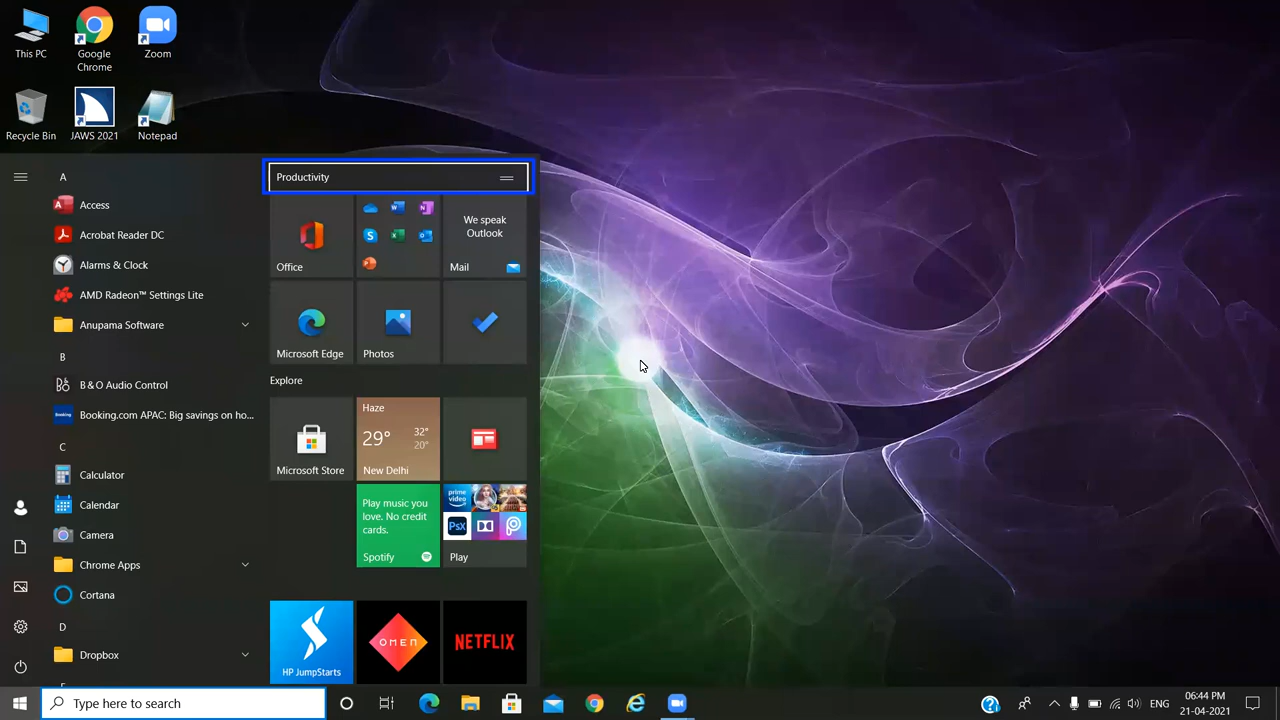 This PC
Google
Chrome
Zoom
Recycle Bin
JAWS 2021
Notepad
A
Access
Acrobat Reader DC
Alarms & Clock
AMD Radeon™ Settings Lite
Anupama Software
B
B&O Audio Control
Booking.com APAC: Big savings on ho...
C
Calculator
Calendar
Camera
Chrome Apps
Cortana
D
Dropbox
Productivity
Office
We speak
Outlook
Mail
Microsoft Edge
Photos
Explore
Microsoft Store
Haze
29°
32°
20°
New Delhi
Play music you
love. No credit
cards.
Spotify
prime video
PsX
Play
HP JumpStarts
OMEN
NETFLIX
Type here to search
ENG
06:44 PM
21-04-2021